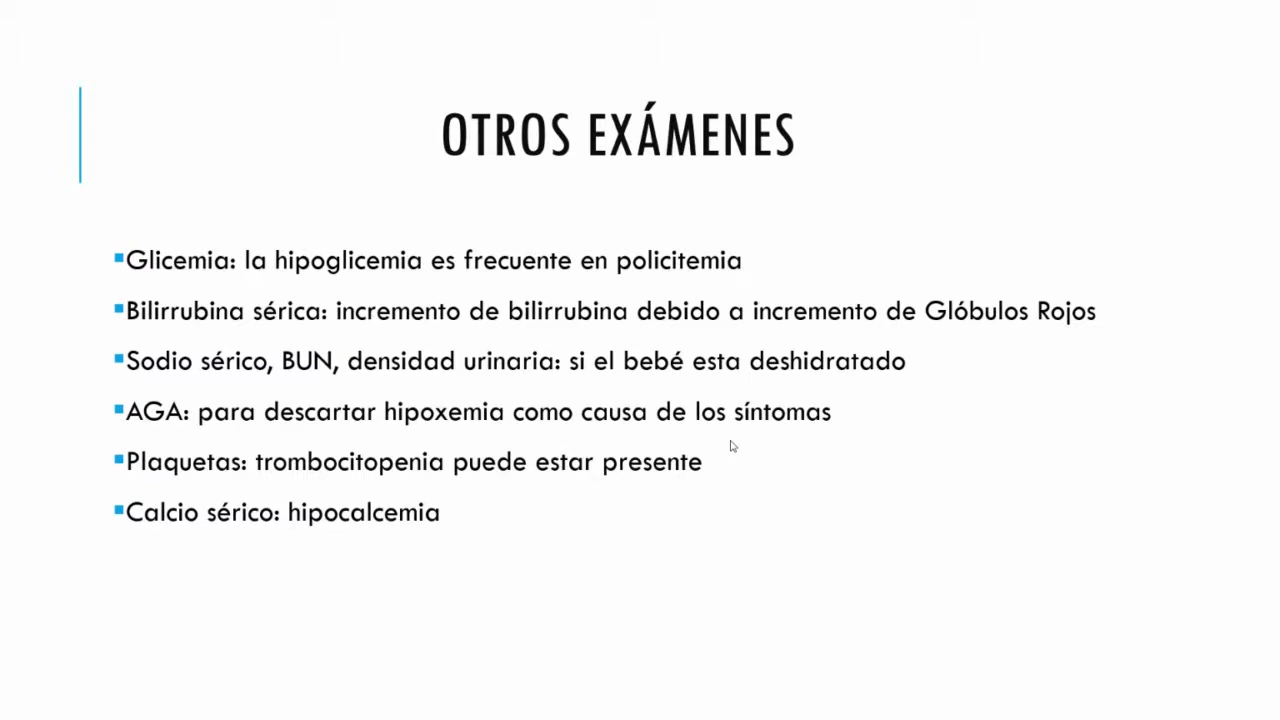 OTROS EXÁMENES
▪Glicemia: la hipoglicemia es frecuente en policitemia
▪Bilirrubina sérica: incremento de bilirrubina debido a incremento de Glóbulos Rojos
▪Sodio sérico, BUN, densidad urinaria: si el bebé esta deshidratado
▪AGA: para descartar hipoxemia como causa de los síntomas
▪Plaquetas: trombocitopenia puede estar presente
▪Calcio sérico: hipocalcemia